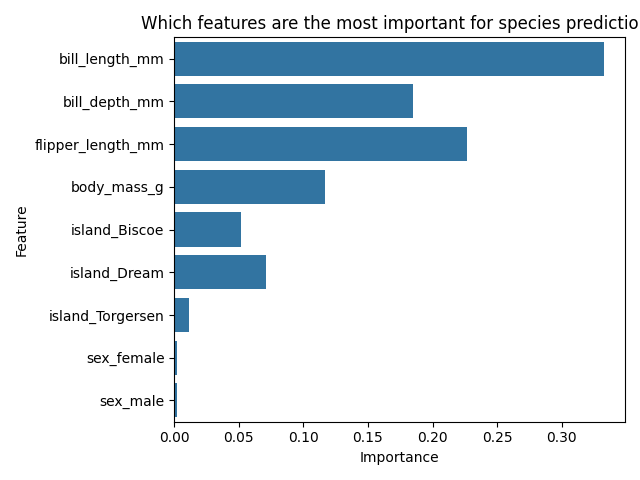 Which features are the most important for species predictio
bill_length_mm
bill_depth_mm
flipper_length_mm
body_mass_g
island_Biscoe
island_Dream
island_Torgersen
sex_female
sex_male
Feature
0.00 0.05 0.10 0.15 0.20 0.25 0.30
Importance